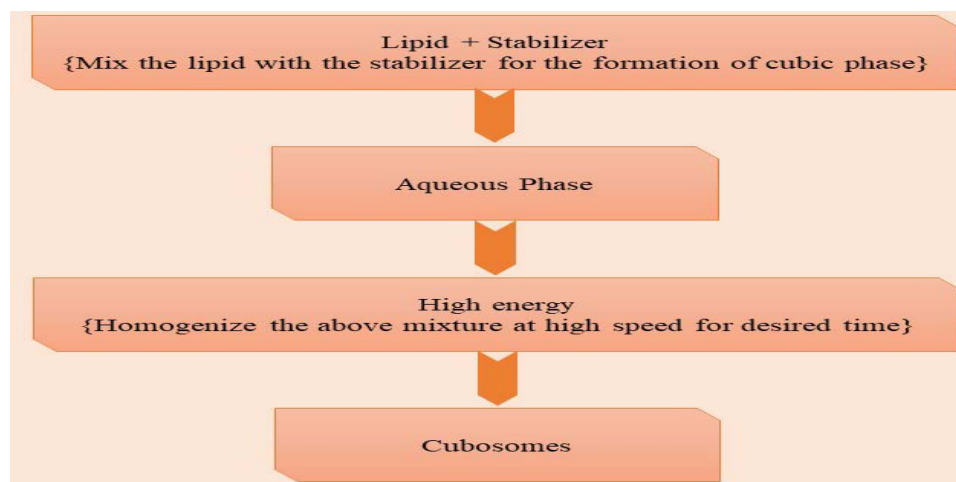 Lipid + Stabilizer
{Mix the lipid with the stabilizer for the formation of cubic phase}
Aqueous Phase
High energy
{Homogenize the above mixture at high speed for desired time}
Cubosomes